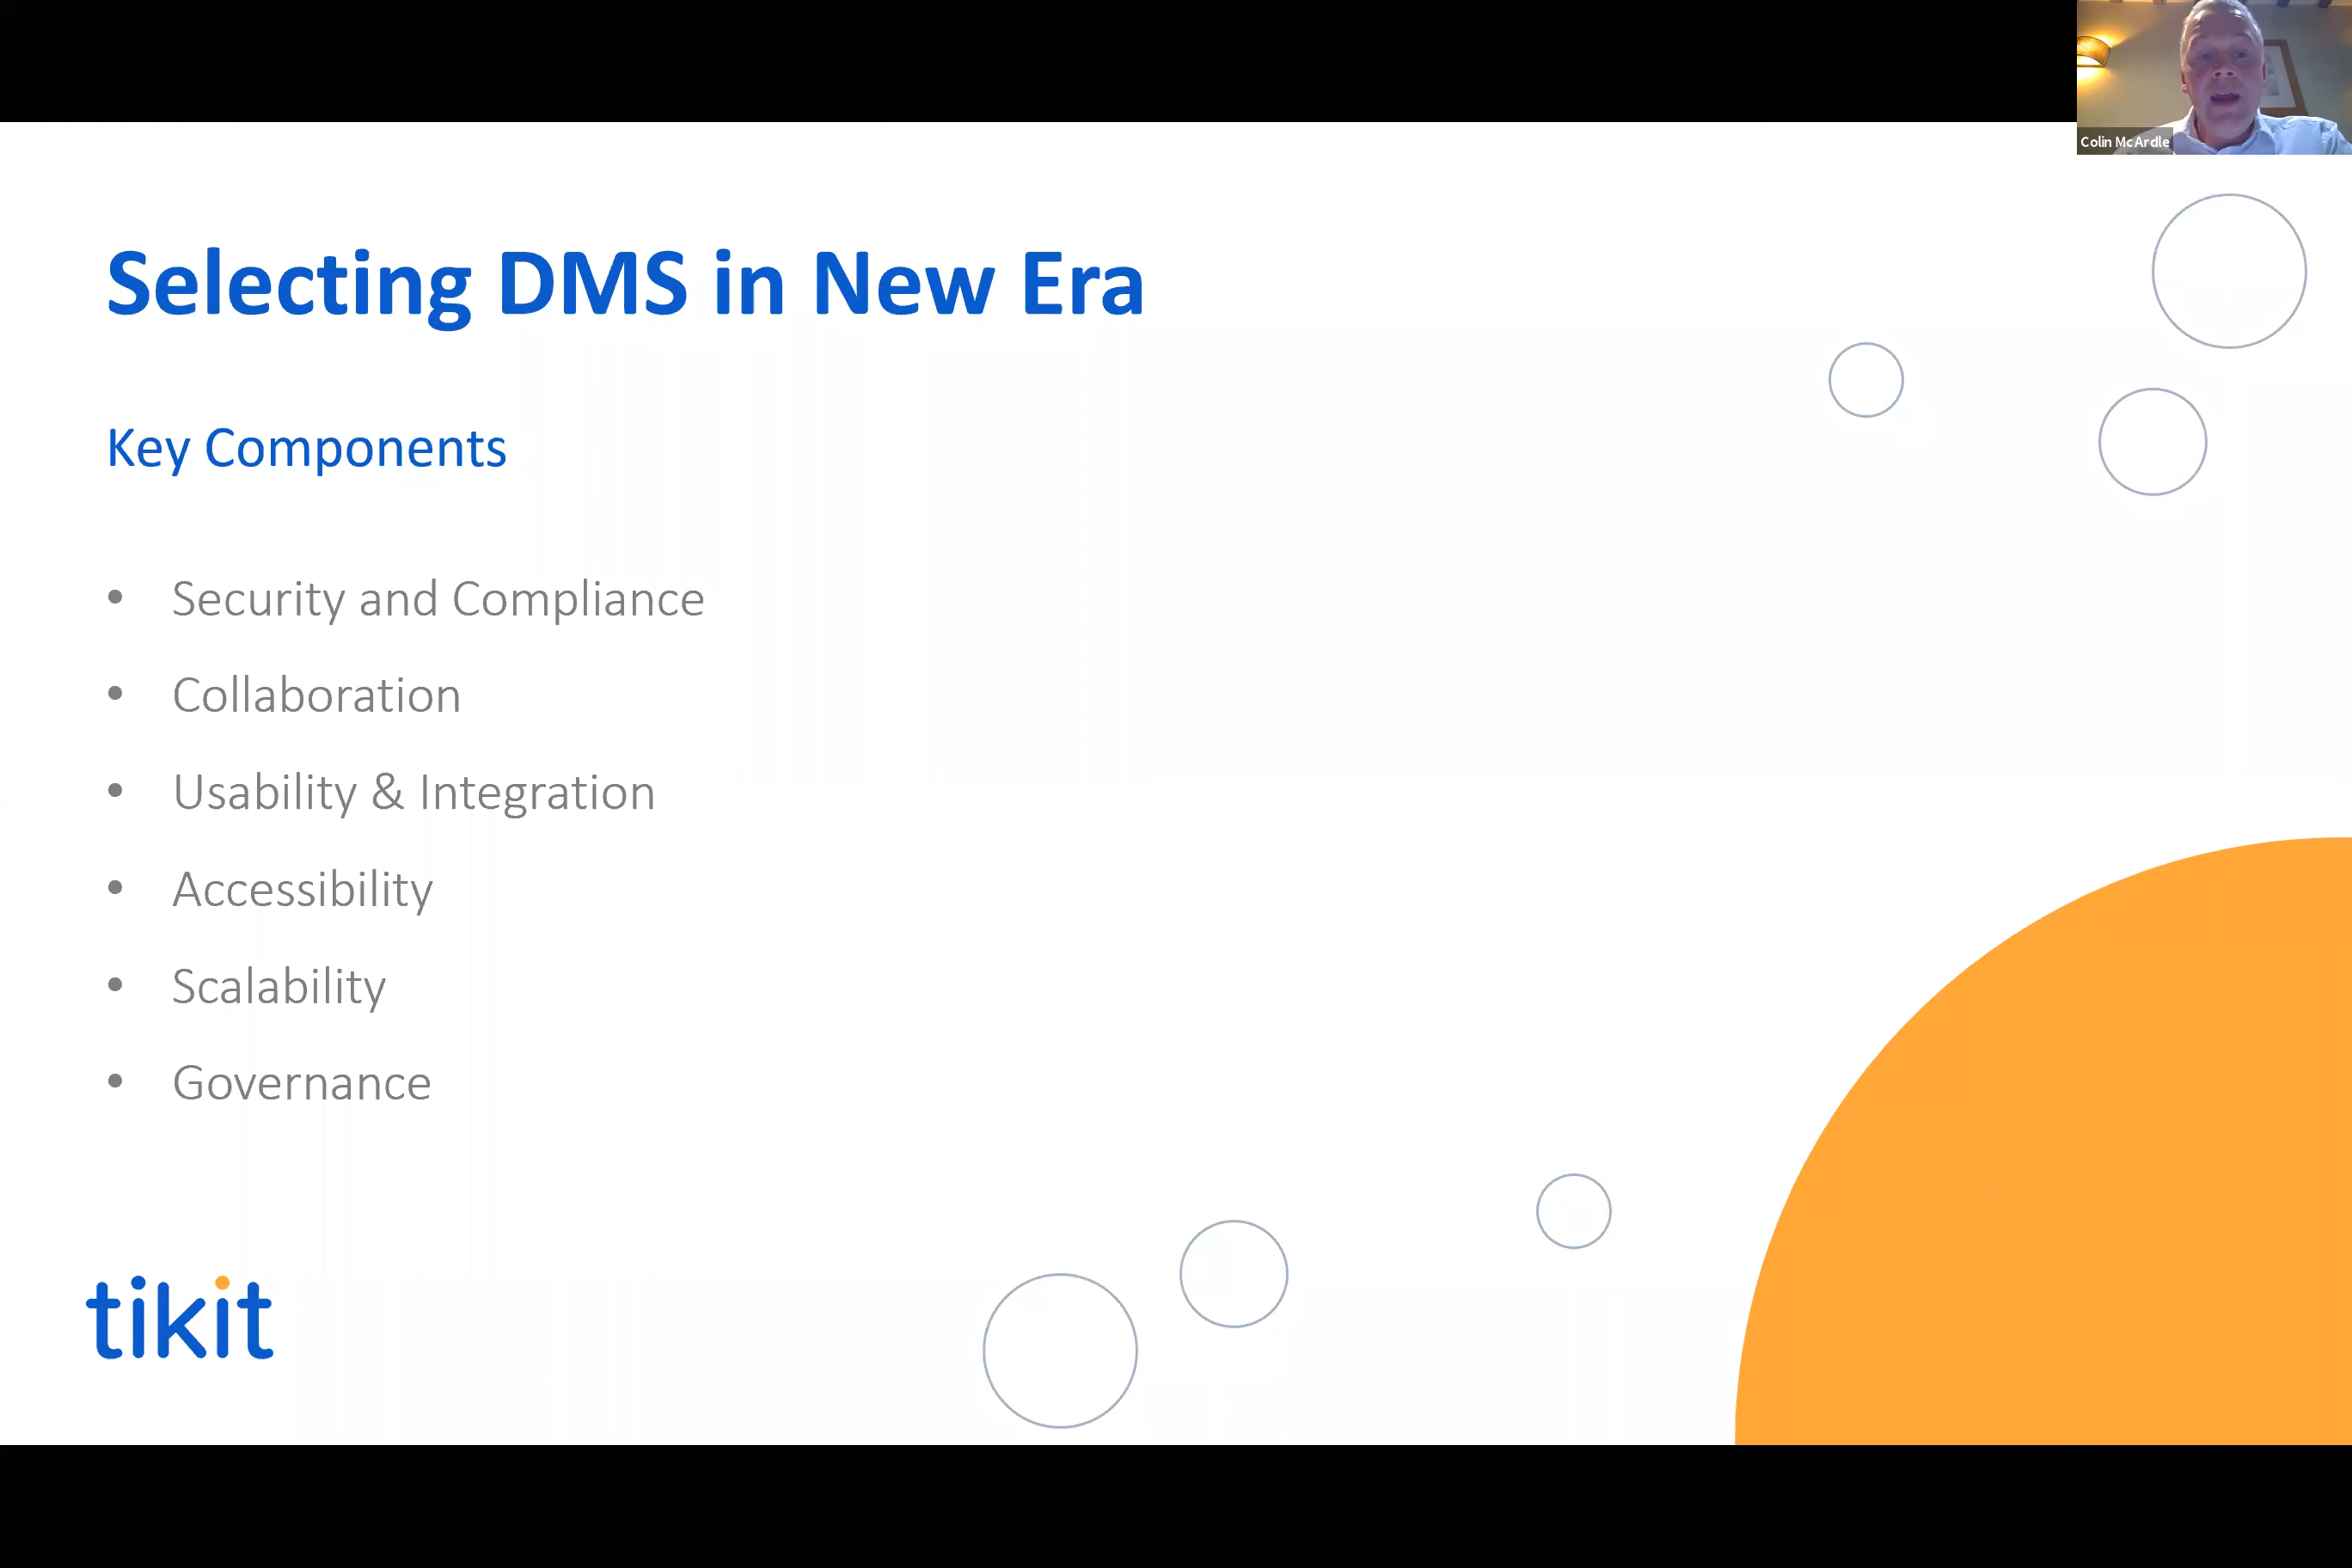 Colin McArdle
Selecting DMS in New Era
Key Components
• Security and Compliance
• Collaboration
• Usability & Integration
• Accessibility
• Scalability
• Governance
tikit